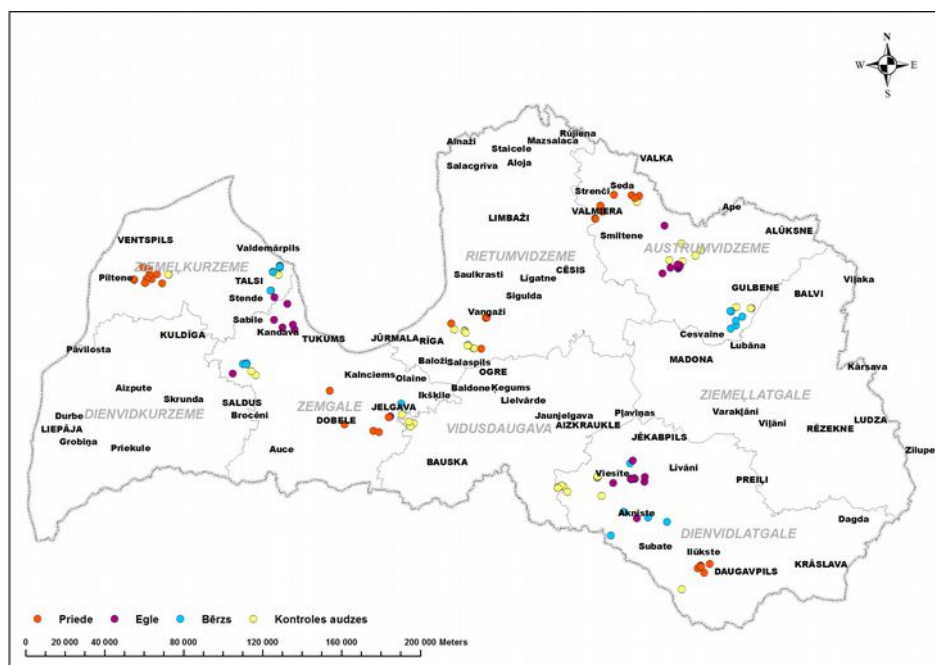 N
W E
S
Ainaži
Staicele
Mazsalaca
Rūjiena
Salacgrīva
Aloja
VALKA
Strenči
Seda
VALMIERA
Ape
LIMBAŽI
Smiltene
ALŪKSNE
VENTSPILS
Valdemārpils
RIETUMVIDZEME
AUSTRUMVIDZEME
ZIEMEĻKURZEME
Piltene
TALSI
Saulkrasti
Līgatne
CĒSIS
GULBENE
BALVI
Viļaka
Stende
Sigulda
Sabile
Kandava
Vangaži
Cesvaine
Lubāna
KULDĪGA
TUKUMS
JŪRMALA
RĪGA
Pāvilosta
Baloži
Salaspils
MADONA
Kārsava
Kalnciems
Olaine
OGRE
Aizpute
Baldone
Ķegums
Skrunda
SALDUS
ZEMGALE
JELGAVA
Ikšķile
Lielvārde
ZIEMEĻLATGALE
Durbe
DIENVIDKURZEME
Brocēni
DOBELE
Jaunjelgava
Pļaviņas
Varakļāni
LUDZA
LIEPĀJA
VIDUSDAUGAVA
AIZKRAUKLE
Viļāni
RĒZEKNE
Grobiņa
JĒKABPILS
Priekule
Auce
BAUSKA
Zilupe
Viesīte
Līvāni
PREIĻI
Aknīste
Dagda
DIENVIDLATGALE
Subate
Ilūkste
KRĀSLAVA
DAUGAVPILS
Priede Egle Bērzs Kontroles audzes
0 20 000 40 000 80 000 120 000 160 000 200 000 Meters